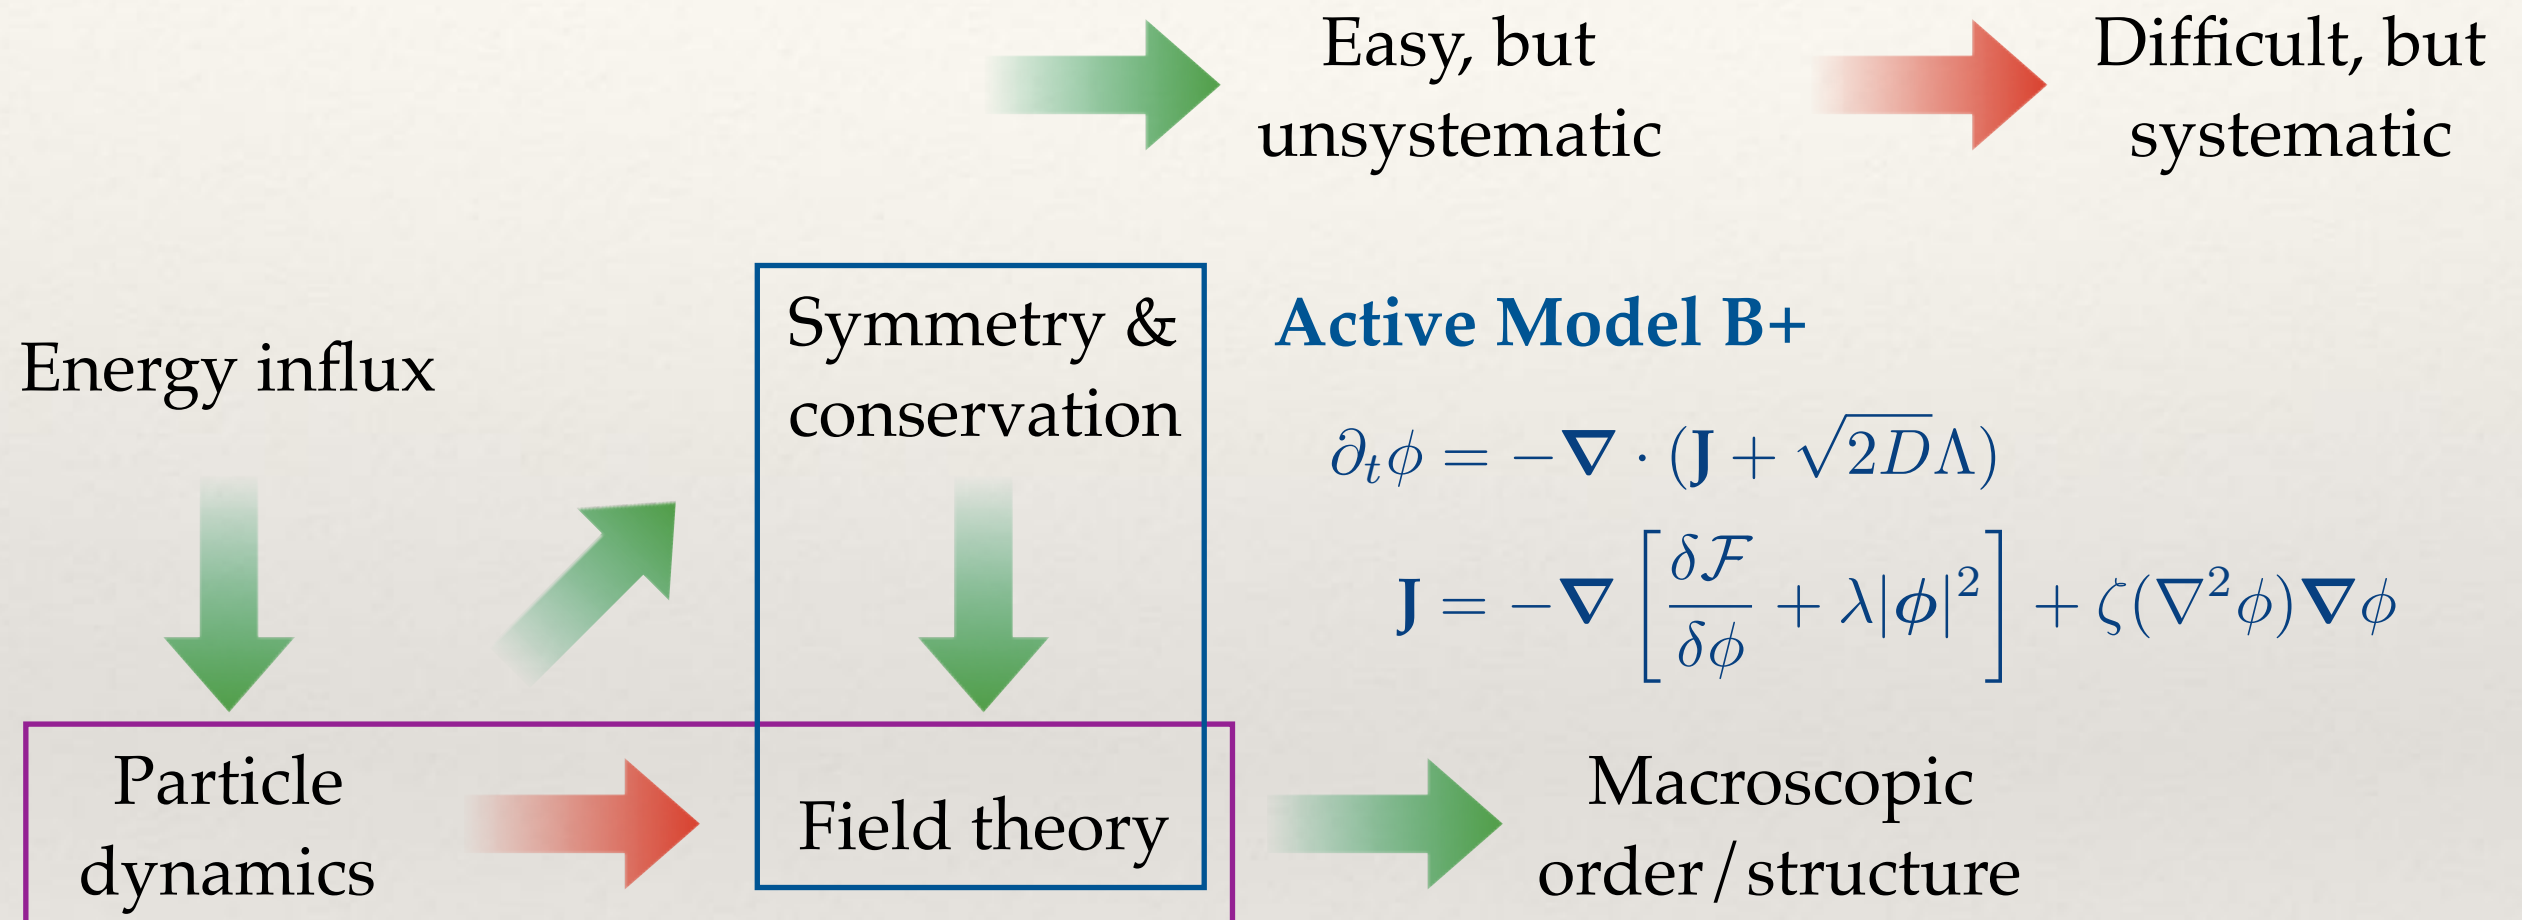 Easy, but
unsystematic
Difficult, but
systematic
Energy influx
Symmetry &
conservation
Active Model B+
∂ₜϕ = −∇ · (J + √2D Λ)
J = −∇ [δℱ/δϕ + λ|ϕ|²] + ζ(∇²ϕ)∇ϕ
Particle
dynamics
Field theory
Macroscopic
order/structure